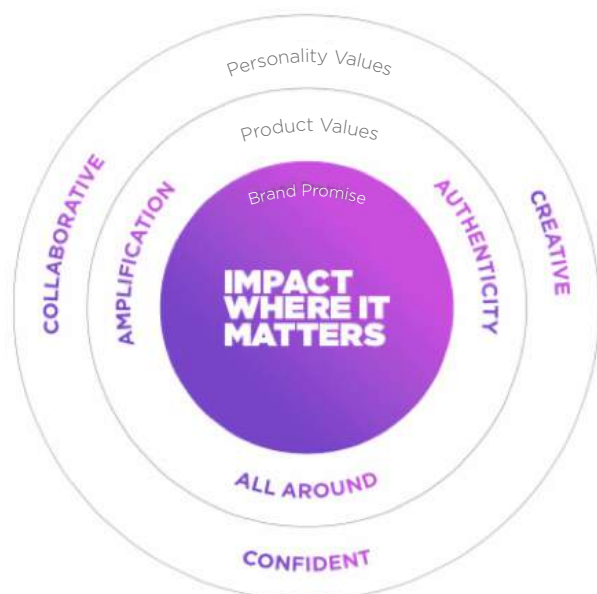 Personality Values
Product Values
Brand Promise
IMPACT
WHERE IT
MATTERS
COLLABORATIVE
AMPLIFICATION
AUTHENTICITY
CREATIVE
ALL AROUND
CONFIDENT